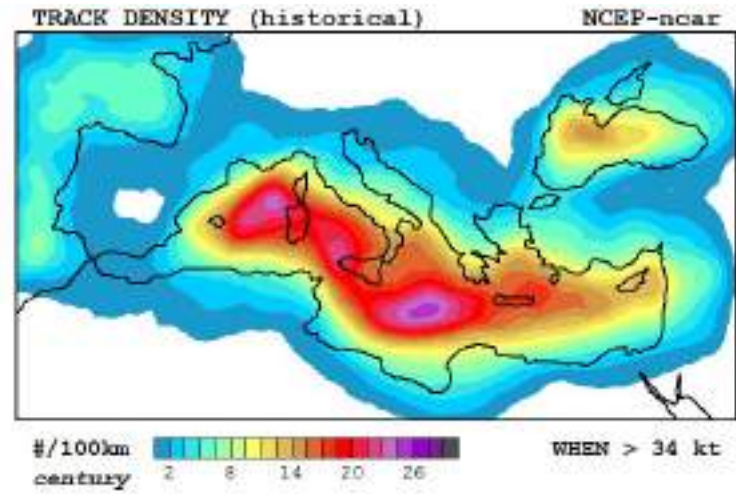 TRACK DENSITY (historical) NCEP-ncar
#/100km 2 8 14 20 26 WHEN > 34 kt
century